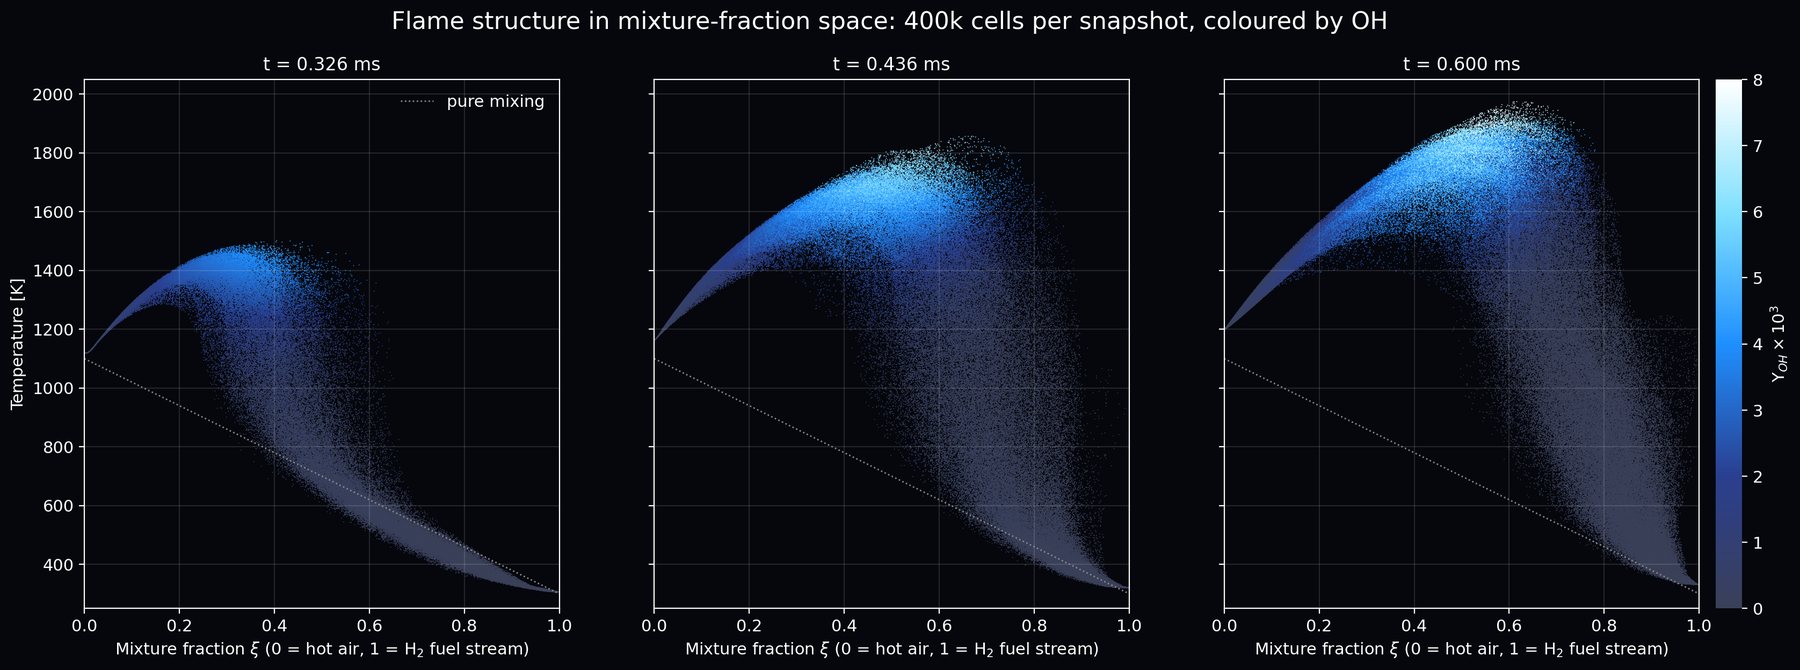 Flame structure in mixture-fraction space: 400k cells per snapshot, coloured by OH
t = 0.326 ms
t = 0.436 ms
t = 0.600 ms
pure mixing
Temperature [K]
2000
1800
1600
1400
1200
1000
800
600
400
0.0 0.2 0.4 0.6 0.8 1.0
0.0 0.2 0.4 0.6 0.8 1.0
0.0 0.2 0.4 0.6 0.8 1.0
Mixture fraction ξ (0 = hot air, 1 = H₂ fuel stream)
Mixture fraction ξ (0 = hot air, 1 = H₂ fuel stream)
Mixture fraction ξ (0 = hot air, 1 = H₂ fuel stream)
8
7
6
5
4
3
2
1
0
Y_OH × 10³